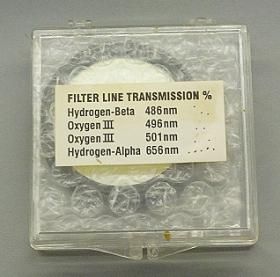 FILTER LINE TRANSMISSION %
Hydrogen-Beta 486nm
Oxygen III 496nm
Oxygen III 501nm
Hydrogen-Alpha 656nm